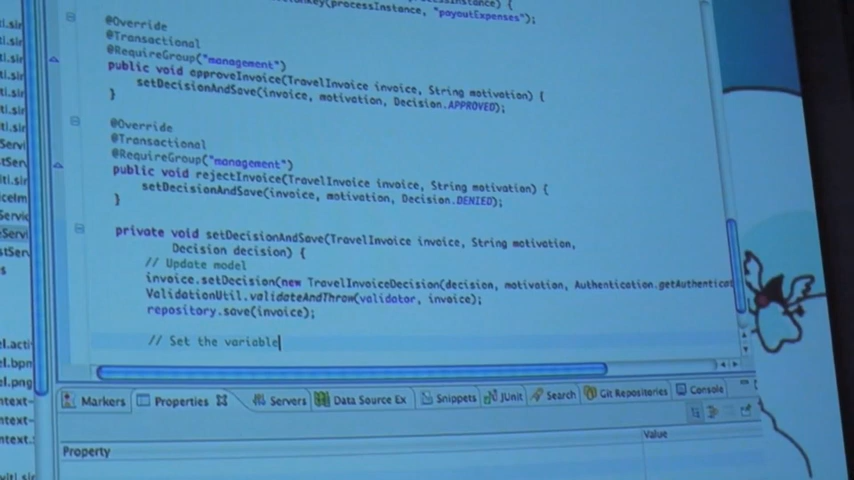 (processInstance, "payoutExpenses");
@Override
@Transactional
@RequireGroup("management")
public void approveInvoice(TravelInvoice invoice, String motivation) {
setDecisionAndSave(invoice, motivation, Decision.APPROVED);
}
@Override
@Transactional
@RequireGroup("management")
public void rejectInvoice(TravelInvoice invoice, String motivation) {
setDecisionAndSave(invoice, motivation, Decision.DENIED);
}
private void setDecisionAndSave(TravelInvoice invoice, String motivation,
Decision decision) {
// Update model
invoice.setDecision(new TravelInvoiceDecision(decision, motivation, Authentication.getAuthenticat
ValidationUtil.validateAndThrow(validator, invoice);
repository.save(invoice);
// Set the variable
Markers Properties Servers Data Source Ex Snippets JUnit Search Git Repositories Console
Property Value